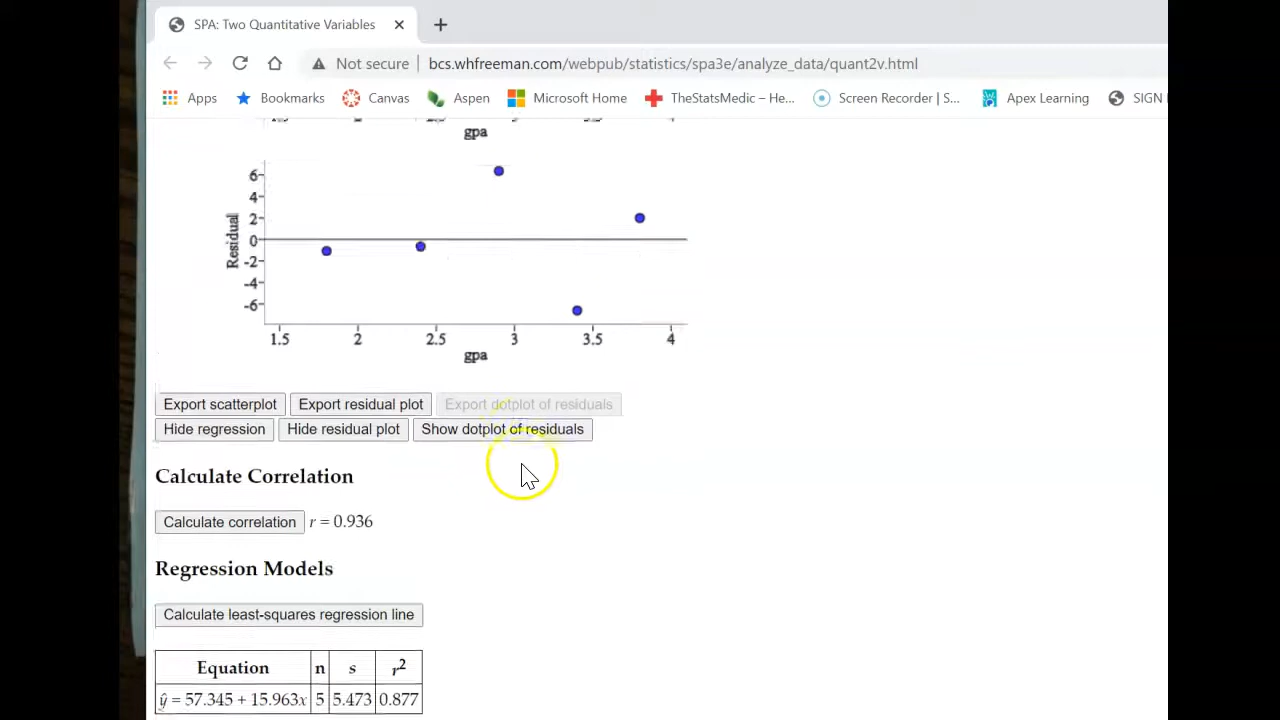 SPA: Two Quantitative Variables
Not secure bcs.whfreeman.com/webpub/statistics/spa3e/analyze_data/quant2v.html
Apps Bookmarks Canvas Aspen Microsoft Home TheStatsMedic – He... Screen Recorder | S... Apex Learning SIGN
gpa
6
4
2
0
-2
-4
-6
Residual
1.5 2 2.5 3 3.5 4
gpa
Export scatterplot Export residual plot Export dotplot of residuals
Hide regression Hide residual plot Show dotplot of residuals
Calculate Correlation
Calculate correlation r = 0.936
Regression Models
Calculate least-squares regression line
Equation n s r²
ŷ = 57.345 + 15.963x 5 5.473 0.877